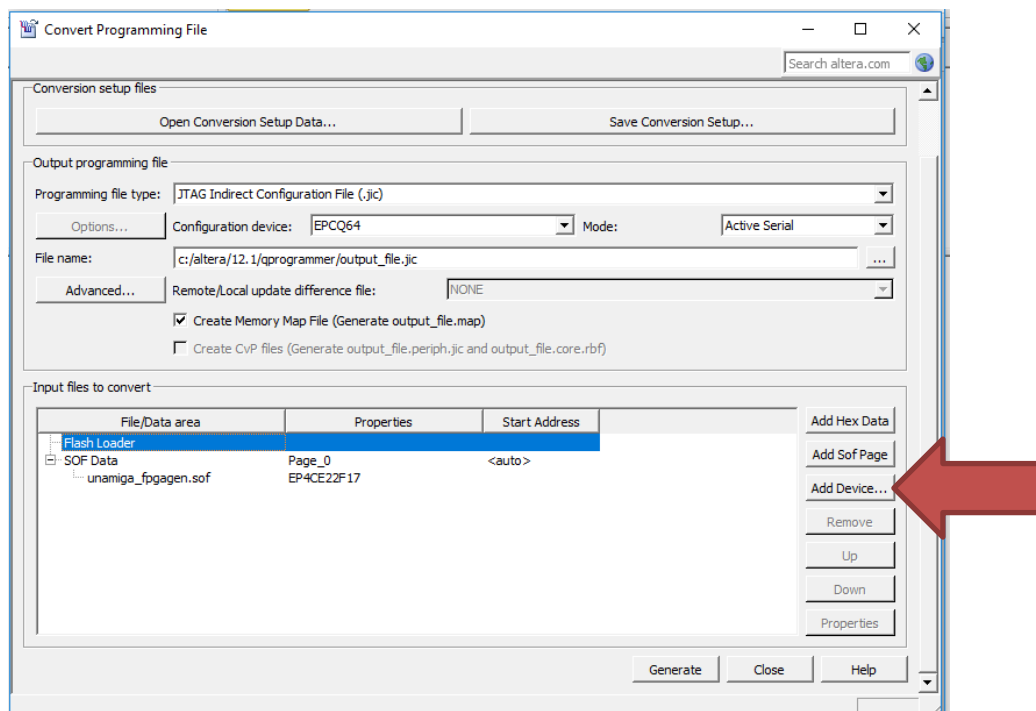 Convert Programming File
Search altera.com
Conversion setup files
Open Conversion Setup Data...
Save Conversion Setup...
Output programming file
Programming file type: JTAG Indirect Configuration File (.jic)
Options... Configuration device: EPCQ64 Mode: Active Serial
File name: c:/altera/12.1/qprogrammer/output_file.jic ...
Advanced... Remote/Local update difference file: NONE
Create Memory Map File (Generate output_file.map)
Create CvP files (Generate output_file.periph.jic and output_file.core.rbf)
Input files to convert
File/Data area Properties Start Address
Flash Loader
SOF Data Page_0 <auto>
unamiga_fpgagen.sof EP4CE22F17
Add Hex Data
Add Sof Page
Add Device...
Remove
Up
Down
Properties
Generate Close Help